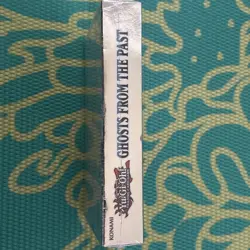 KONAMI
Yu-Gi-Oh!
GHOSTS FROM THE PAST